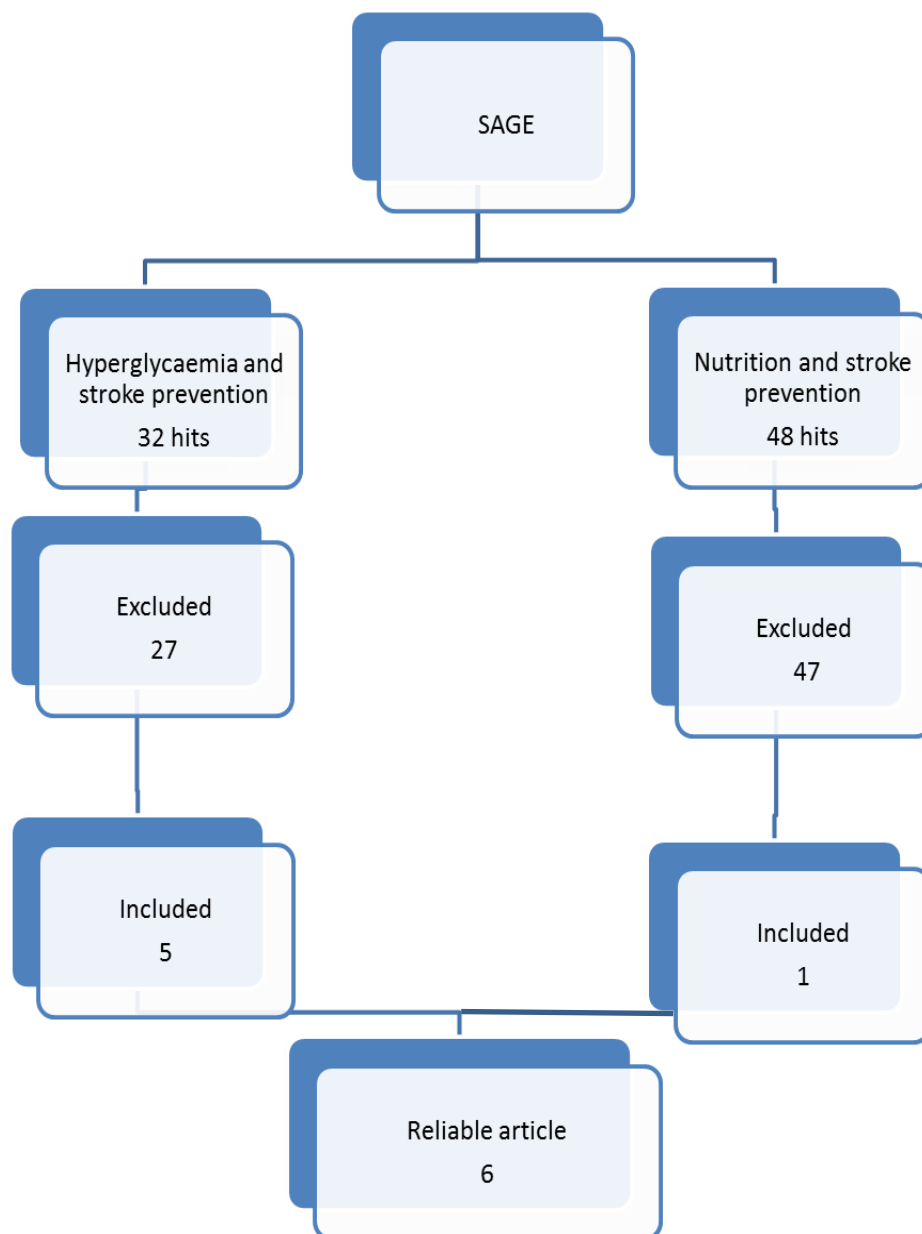 SAGE
Hyperglycaemia and
stroke prevention
32 hits
Nutrition and stroke
prevention
48 hits
Excluded
27
Excluded
47
Included
5
Included
1
Reliable article
6